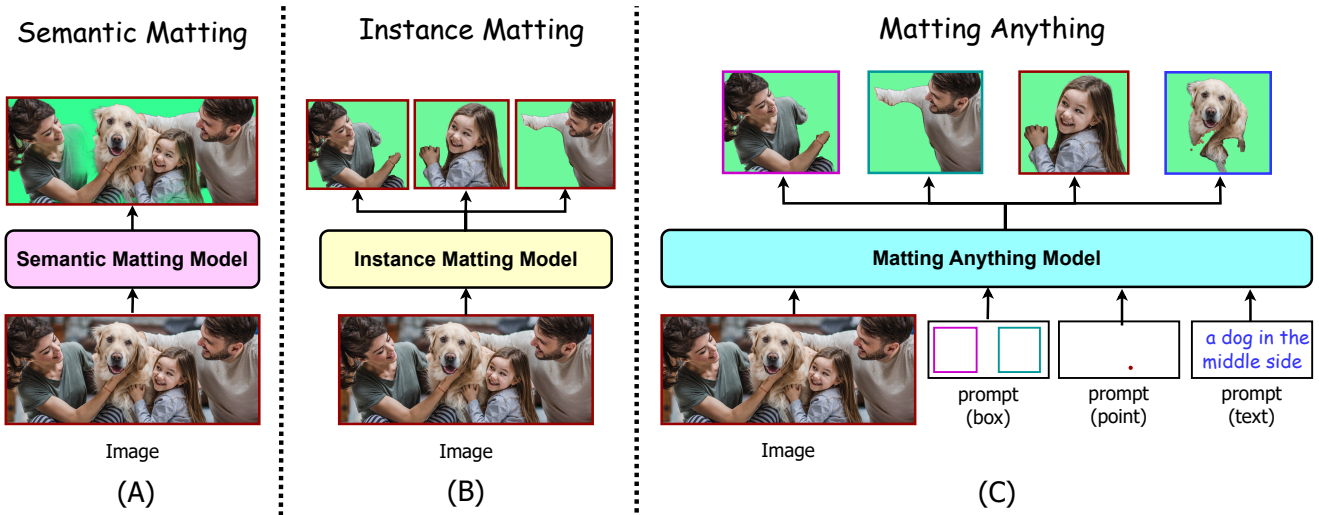 Semantic Matting
Semantic Matting Model
Image
(A)
Instance Matting
Instance Matting Model
Image
(B)
Matting Anything
Matting Anything Model
a dog in the
middle side
prompt
(box)
prompt
(point)
prompt
(text)
Image
(C)